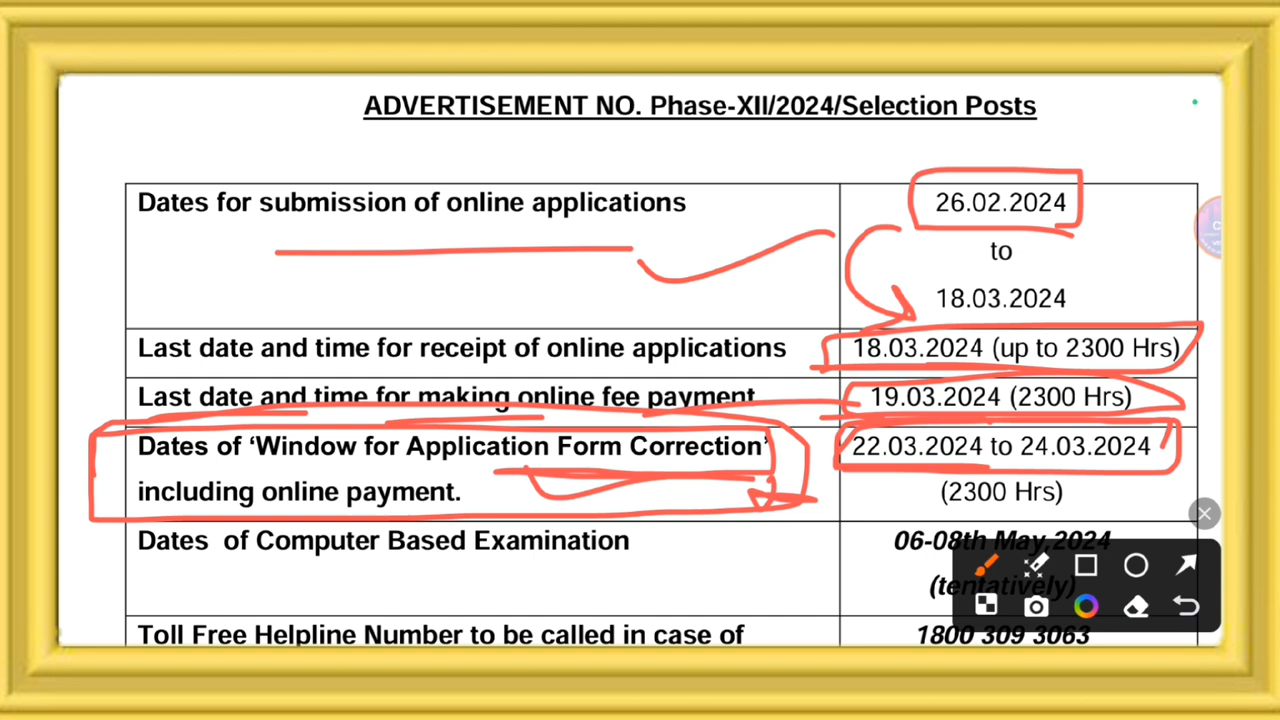 ADVERTISEMENT NO. Phase-XII/2024/Selection Posts
Dates for submission of online applications
26.02.2024
to
18.03.2024
Last date and time for receipt of online applications
18.03.2024 (up to 2300 Hrs)
Last date and time for making online fee payment
19.03.2024 (2300 Hrs)
Dates of ‘Window for Application Form Correction’
including online payment.
22.03.2024 to 24.03.2024
(2300 Hrs)
Dates of Computer Based Examination
06-08th May,2024
(tentatively)
Toll Free Helpline Number to be called in case of
1800 309 3063